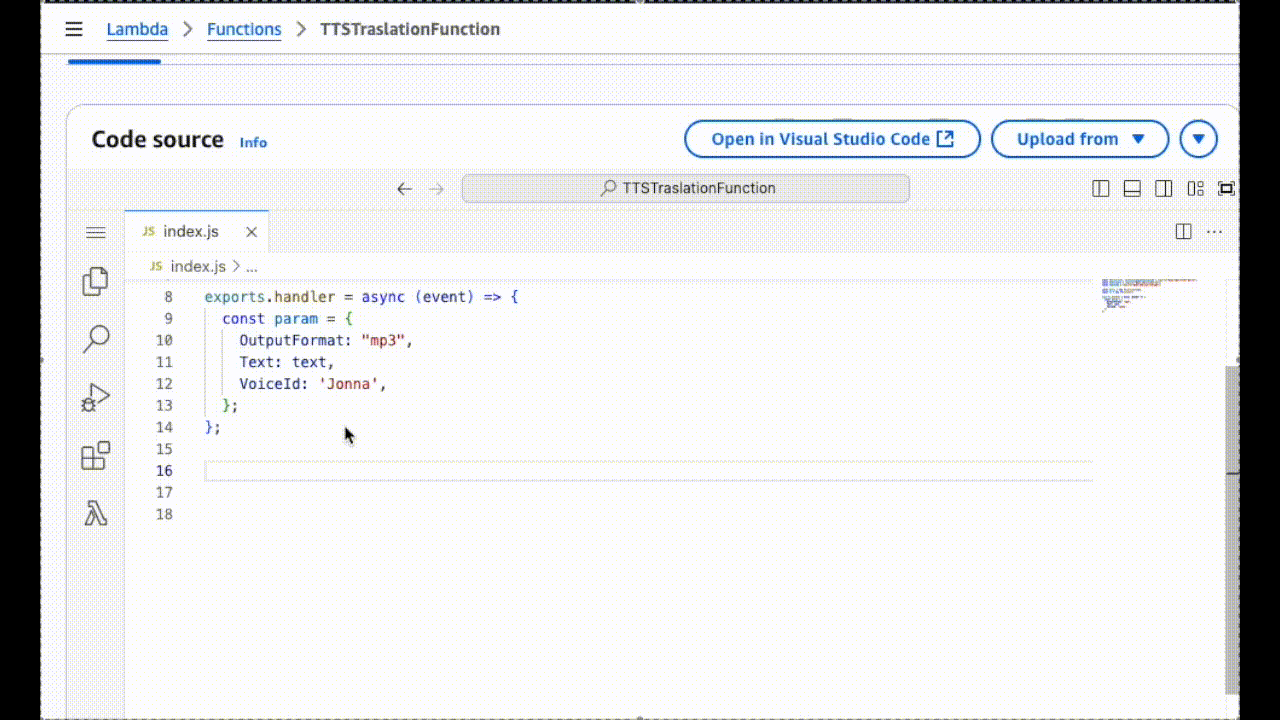 Lambda > Functions > TTSTraslationFunction
Code source Info
Open in Visual Studio Code
Upload from
TTSTraslationFunction
JS index.js
JS index.js > ...
8 exports.handler = async (event) => {
9 const param = {
10 OutputFormat: "mp3",
11 Text: text,
12 VoiceId: 'Jonna',
13 };
14 };
15
16
17
18